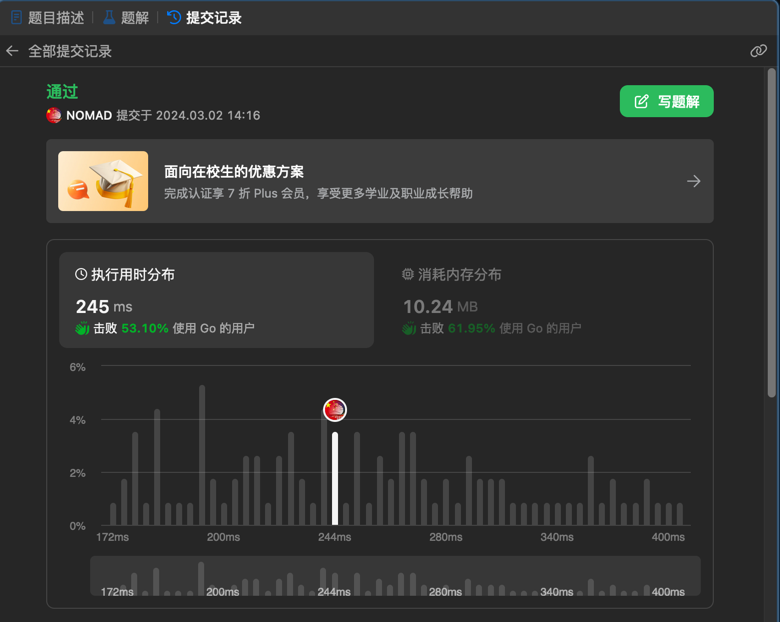 题目描述 | 题解 | 提交记录
全部提交记录
通过
NOMAD 提交于 2024.03.02 14:16
写题解
面向在校生的优惠方案
完成认证享 7 折 Plus 会员，享受更多学业及职业成长帮助
执行用时分布
245 ms
击败 53.10% 使用 Go 的用户
消耗内存分布
10.24 MB
击败 61.95% 使用 Go 的用户
6%
4%
2%
0%
172ms 200ms 244ms 280ms 340ms 400ms
172ms 200ms 244ms 280ms 340ms 400ms